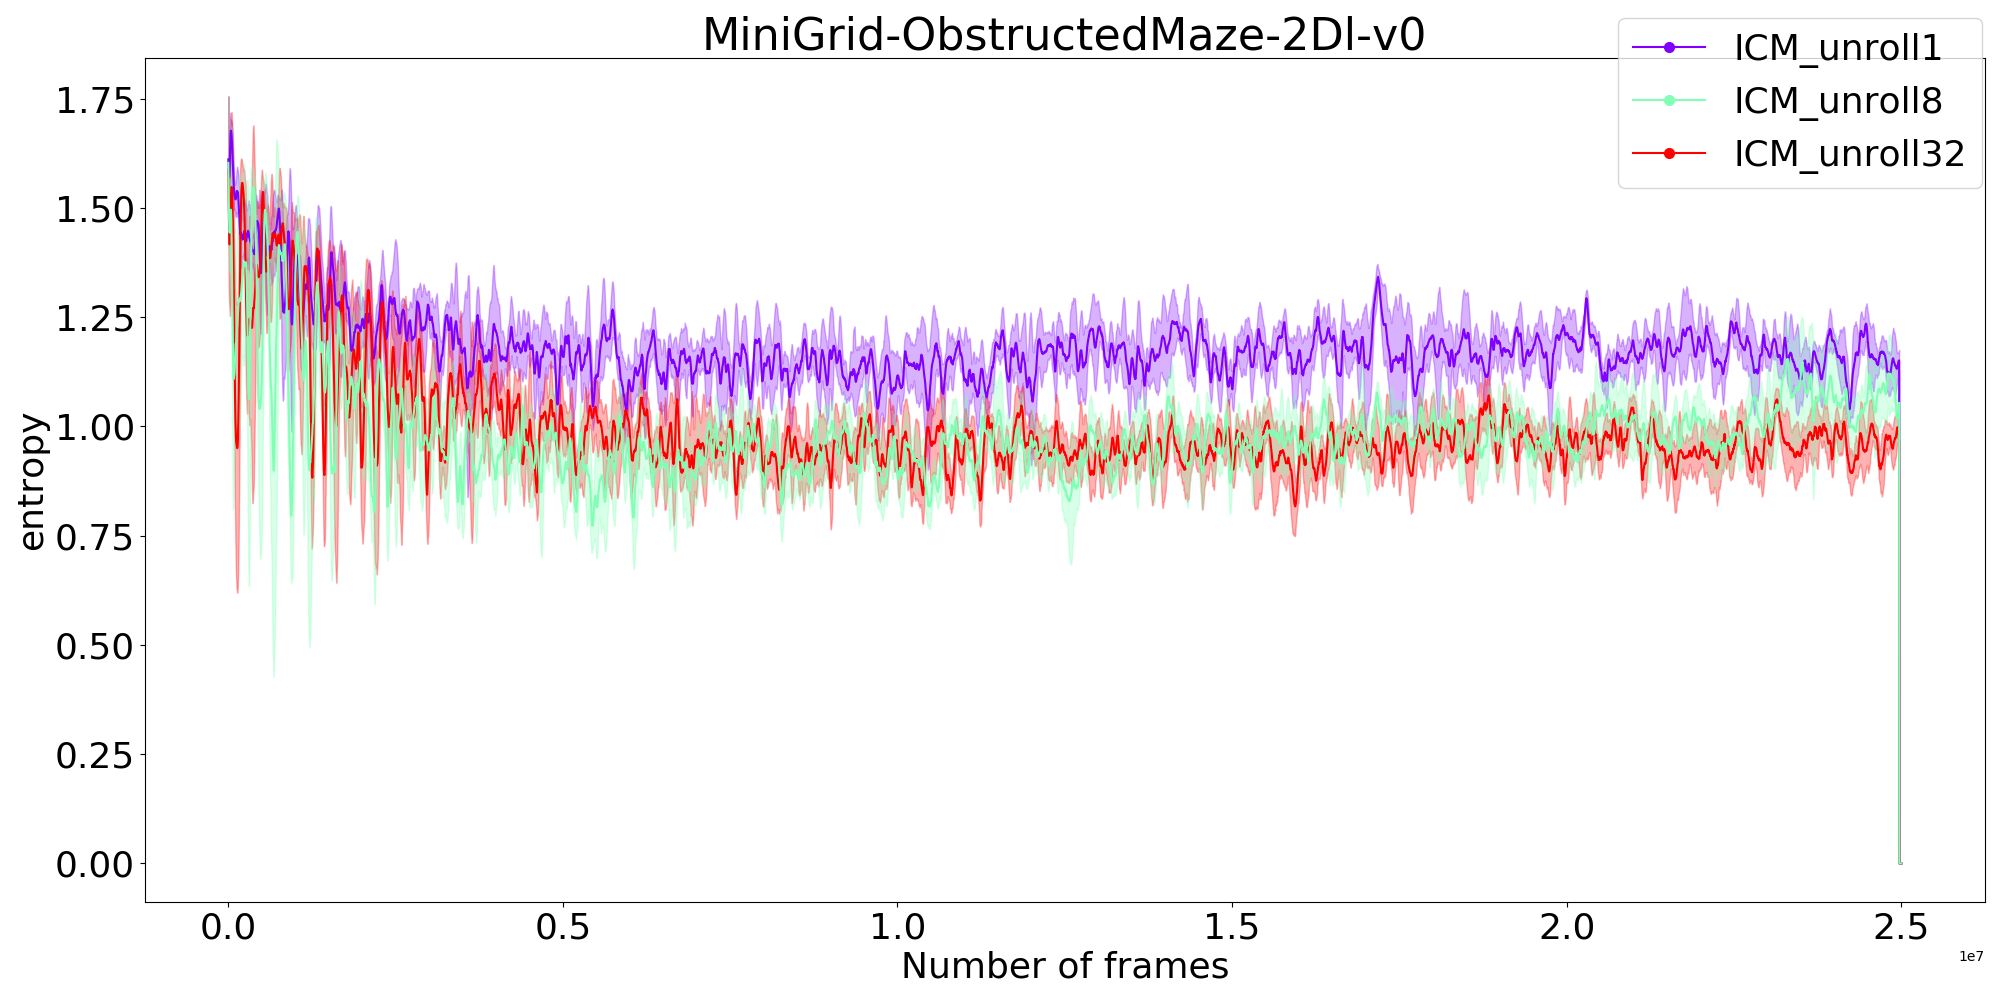 MiniGrid-ObstructedMaze-2Dl-v0
ICM_unroll1
ICM_unroll8
ICM_unroll32
1.75
1.50
1.25
1.00
0.75
0.50
0.25
0.00
entropy
0.0 0.5 1.0 1.5 2.0 2.5
1e7
Number of frames